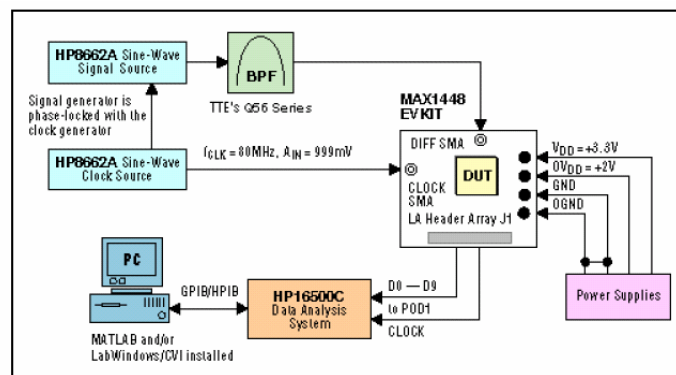 HP8662A Sine-Wave
Signal Source
BPF
TTE's Q56 Series
Signal generator is
phase-locked with the
clock generator
HP8662A Sine-Wave
Clock Source
fCLK = 80MHz, AIN = 999mV
MAX1448
EVKIT
DIFF SMA
DUT
CLOCK
SMA
LA Header Array J1
VDD = +3.3V
OVDD = +2V
GND
OGND
Power Supplies
PC
GPIB/HPIB
HP16500C
Data Analysis
System
D0 — D9
to POD1
CLOCK
MATLAB and/or
LabWindows/CVI installed